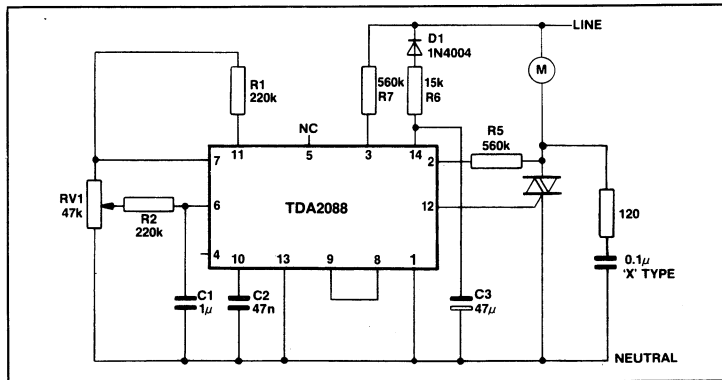 LINE
D1
1N4004
M
R1
220k
560k
R7
15k
R6
NC
R5
560k
11
5
3
14
7
2
RV1
47k
R2
220k
6
TDA2088
12
120
4
10
13
9
8
1
0.1µ
'X' TYPE
C1
1µ
C2
47n
C3
47µ
NEUTRAL